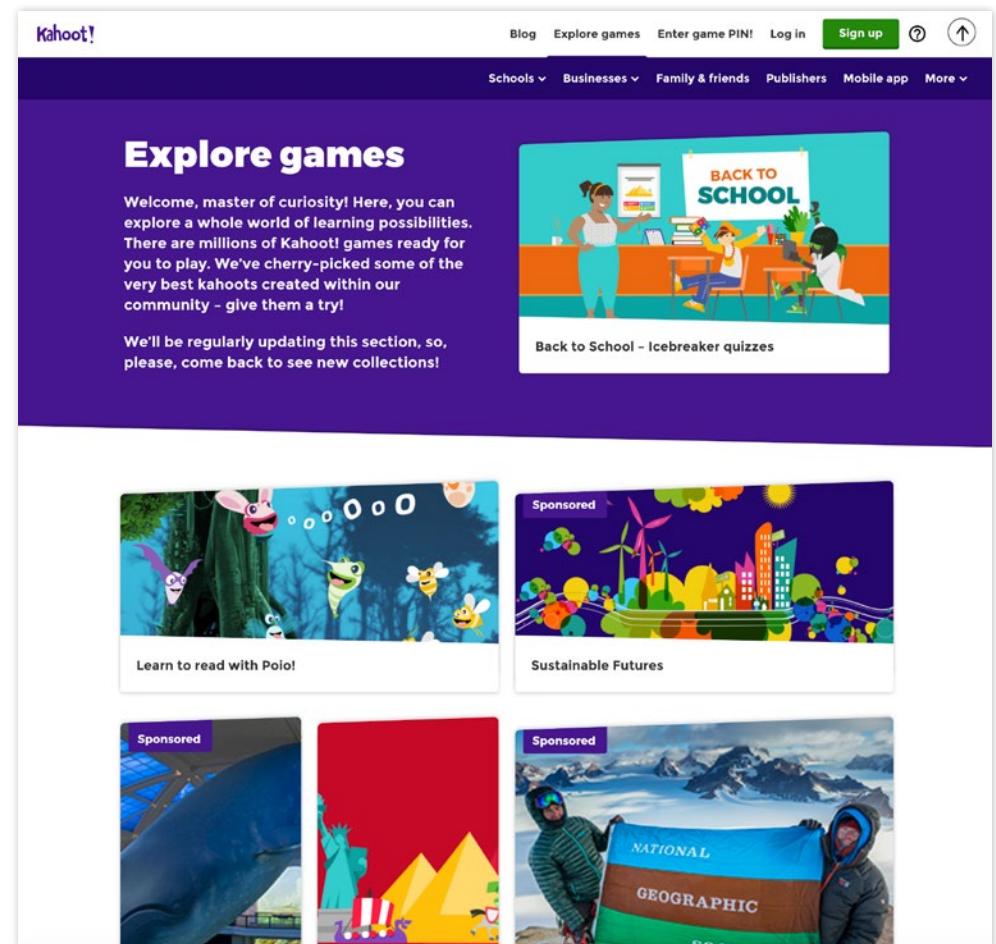 Kahoot!
Blog Explore games Enter game PIN! Log in Sign up
Schools Businesses Family & friends Publishers Mobile app More
Explore games
Welcome, master of curiosity! Here, you can
explore a whole world of learning possibilities.
There are millions of Kahoot! games ready for
you to play. We've cherry-picked some of the
very best kahoots created within our
community – give them a try!
We'll be regularly updating this section, so,
please, come back to see new collections!
BACK TO
SCHOOL
Back to School – Icebreaker quizzes
Learn to read with Poio!
Sponsored
Sustainable Futures
Sponsored
Sponsored
NATIONAL
GEOGRAPHIC